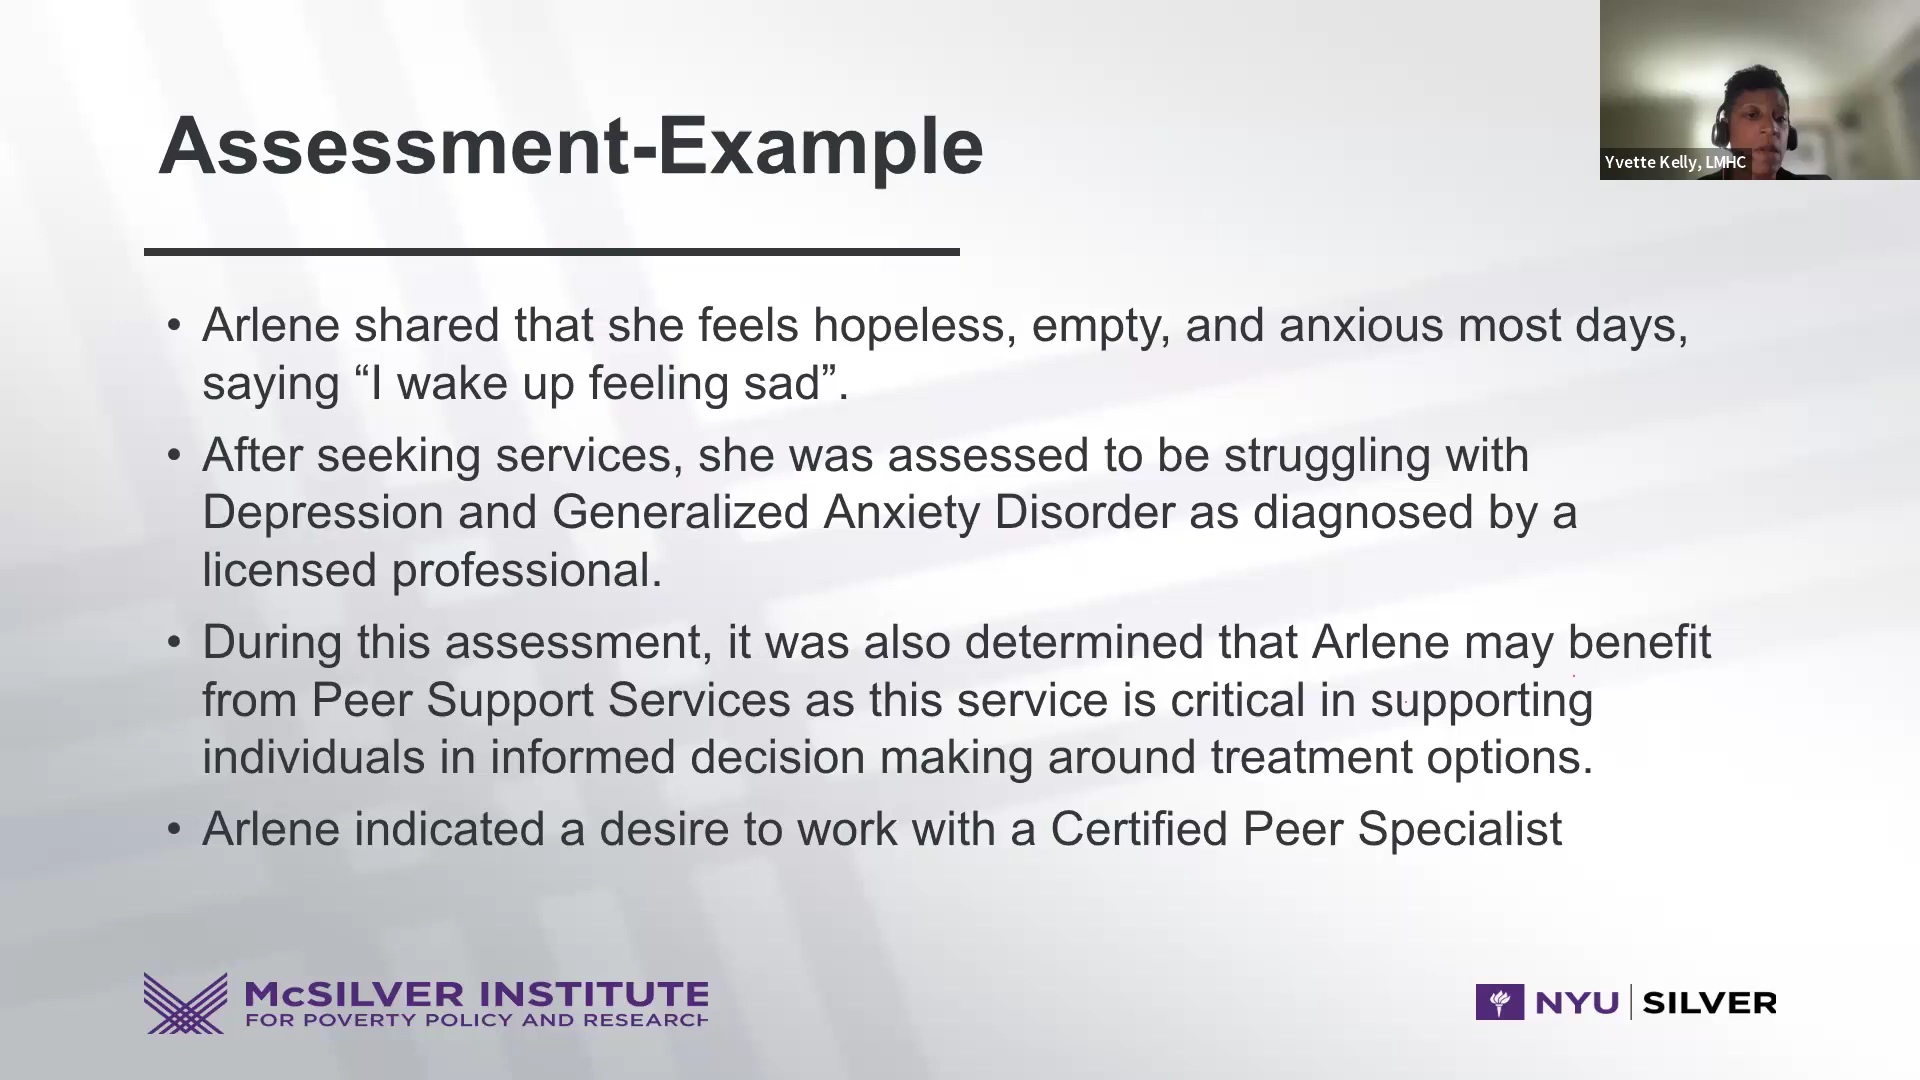 Assessment-Example
Yvette Kelly, LMHC
• Arlene shared that she feels hopeless, empty, and anxious most days,
saying “I wake up feeling sad”.
• After seeking services, she was assessed to be struggling with
Depression and Generalized Anxiety Disorder as diagnosed by a
licensed professional.
• During this assessment, it was also determined that Arlene may benefit
from Peer Support Services as this service is critical in supporting
individuals in informed decision making around treatment options.
• Arlene indicated a desire to work with a Certified Peer Specialist
McSILVER INSTITUTE
FOR POVERTY POLICY AND RESEARCH
NYU SILVER